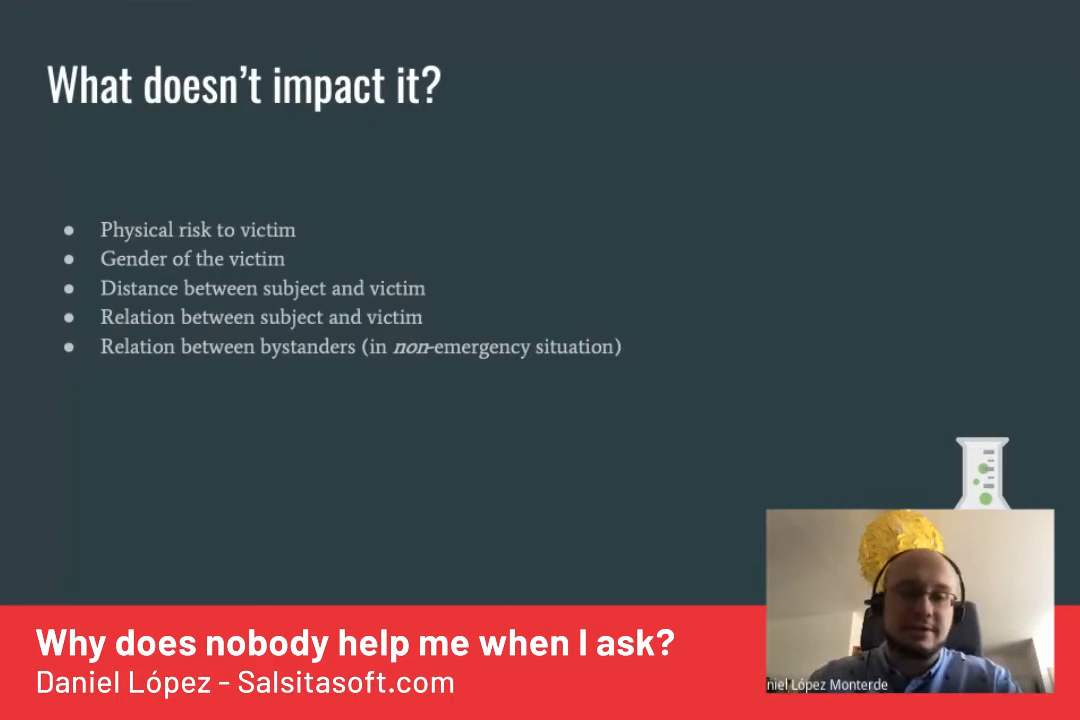 What doesn't impact it?
● Physical risk to victim
● Gender of the victim
● Distance between subject and victim
● Relation between subject and victim
● Relation between bystanders (in non-emergency situation)
Why does nobody help me when I ask?
Daniel López - Salsitasoft.com
niel López Monterde